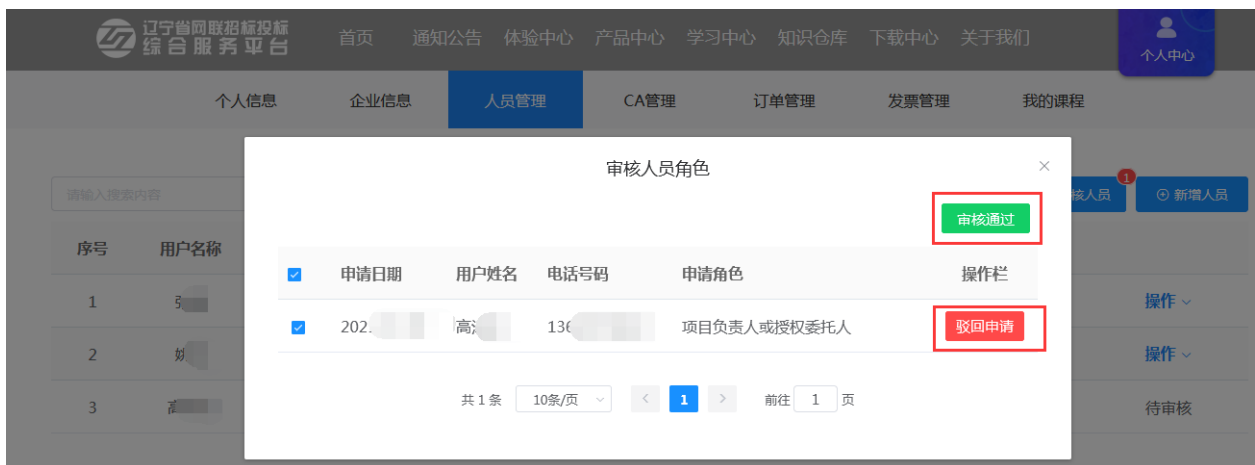 辽宁省网联招标投标
综合服务平台
首页 通知公告 体验中心 产品中心 学习中心 知识仓库 下载中心 关于我们
个人中心
个人信息 企业信息 人员管理 CA管理 订单管理 发票管理 我的课程
审核人员角色 ×
请输入搜索内容 核人员 1 新增人员
审核通过
序号 用户名称
申请日期 用户姓名 电话号码 申请角色 操作栏
1 操作
202 高 136 项目负责人或授权委托人 驳回申请
2 操作
共 1 条 10条/页 < 1 > 前往 1 页
3 高 待审核